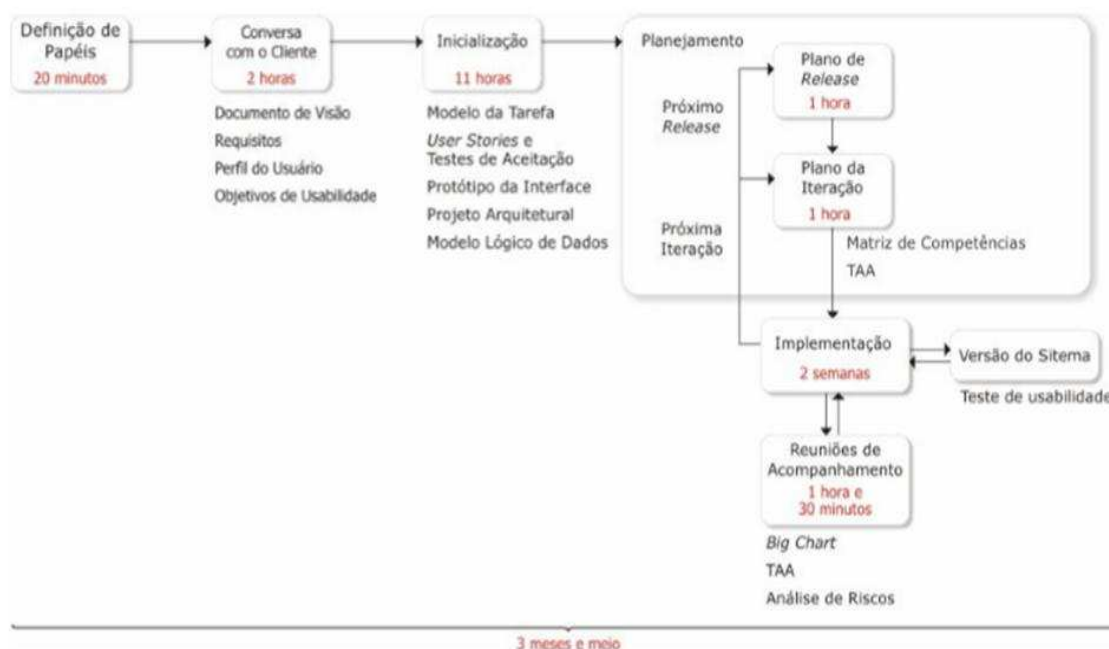 Definição de
Papéis
20 minutos
Conversa
com o Cliente
2 horas
Documento de Visão
Requisitos
Perfil do Usuário
Objetivos de Usabilidade
Inicialização
11 horas
Modelo da Tarefa
User Stories e
Testes de Aceitação
Protótipo da Interface
Projeto Arquitetural
Modelo Lógico de Dados
Planejamento
Plano de
Release
1 hora
Próximo
Release
Plano da
Iteração
1 hora
Próxima
Iteração
Matriz de Competências
TAA
Implementação
2 semanas
Versão do Sitema
Teste de usabilidade
Reuniões de
Acompanhamento
1 hora e
30 minutos
Big Chart
TAA
Análise de Riscos
3 meses e meio